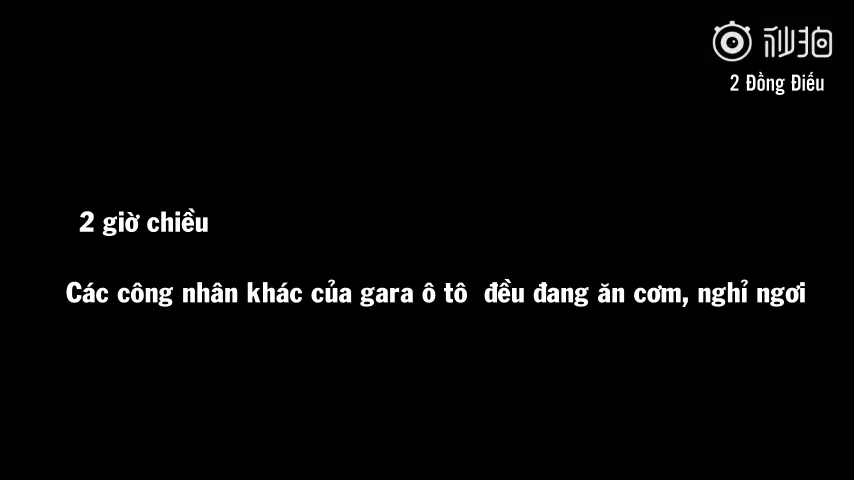 秒拍
2 Đồng Điếu
2 giờ chiều
Các công nhân khác của gara ô tô đều đang ăn cơm, nghỉ ngơi